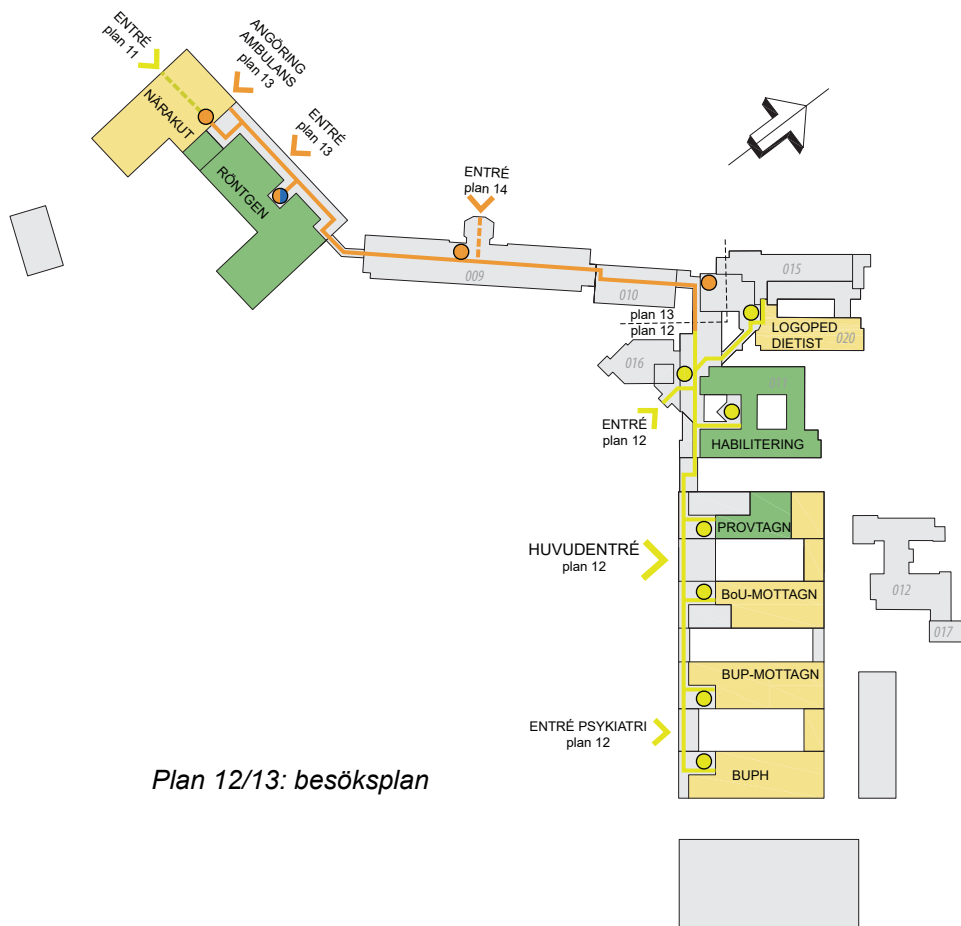 ENTRÉ
plan 11
ANGÖRING
AMBULANS
plan 13
ENTRÉ
plan 13
NÄRAKUT
RÖNTGEN
ENTRÉ
plan 14
009
010
015
plan 13
plan 12
LOGOPED
DIETIST
020
016
ENTRÉ
plan 12
HABILITERING
PROVTAGN
HUVUDENTRÉ
plan 12
BoU-MOTTAGN
012
017
BUP-MOTTAGN
ENTRÉ PSYKIATRI
plan 12
BUPH
Plan 12/13: besöksplan